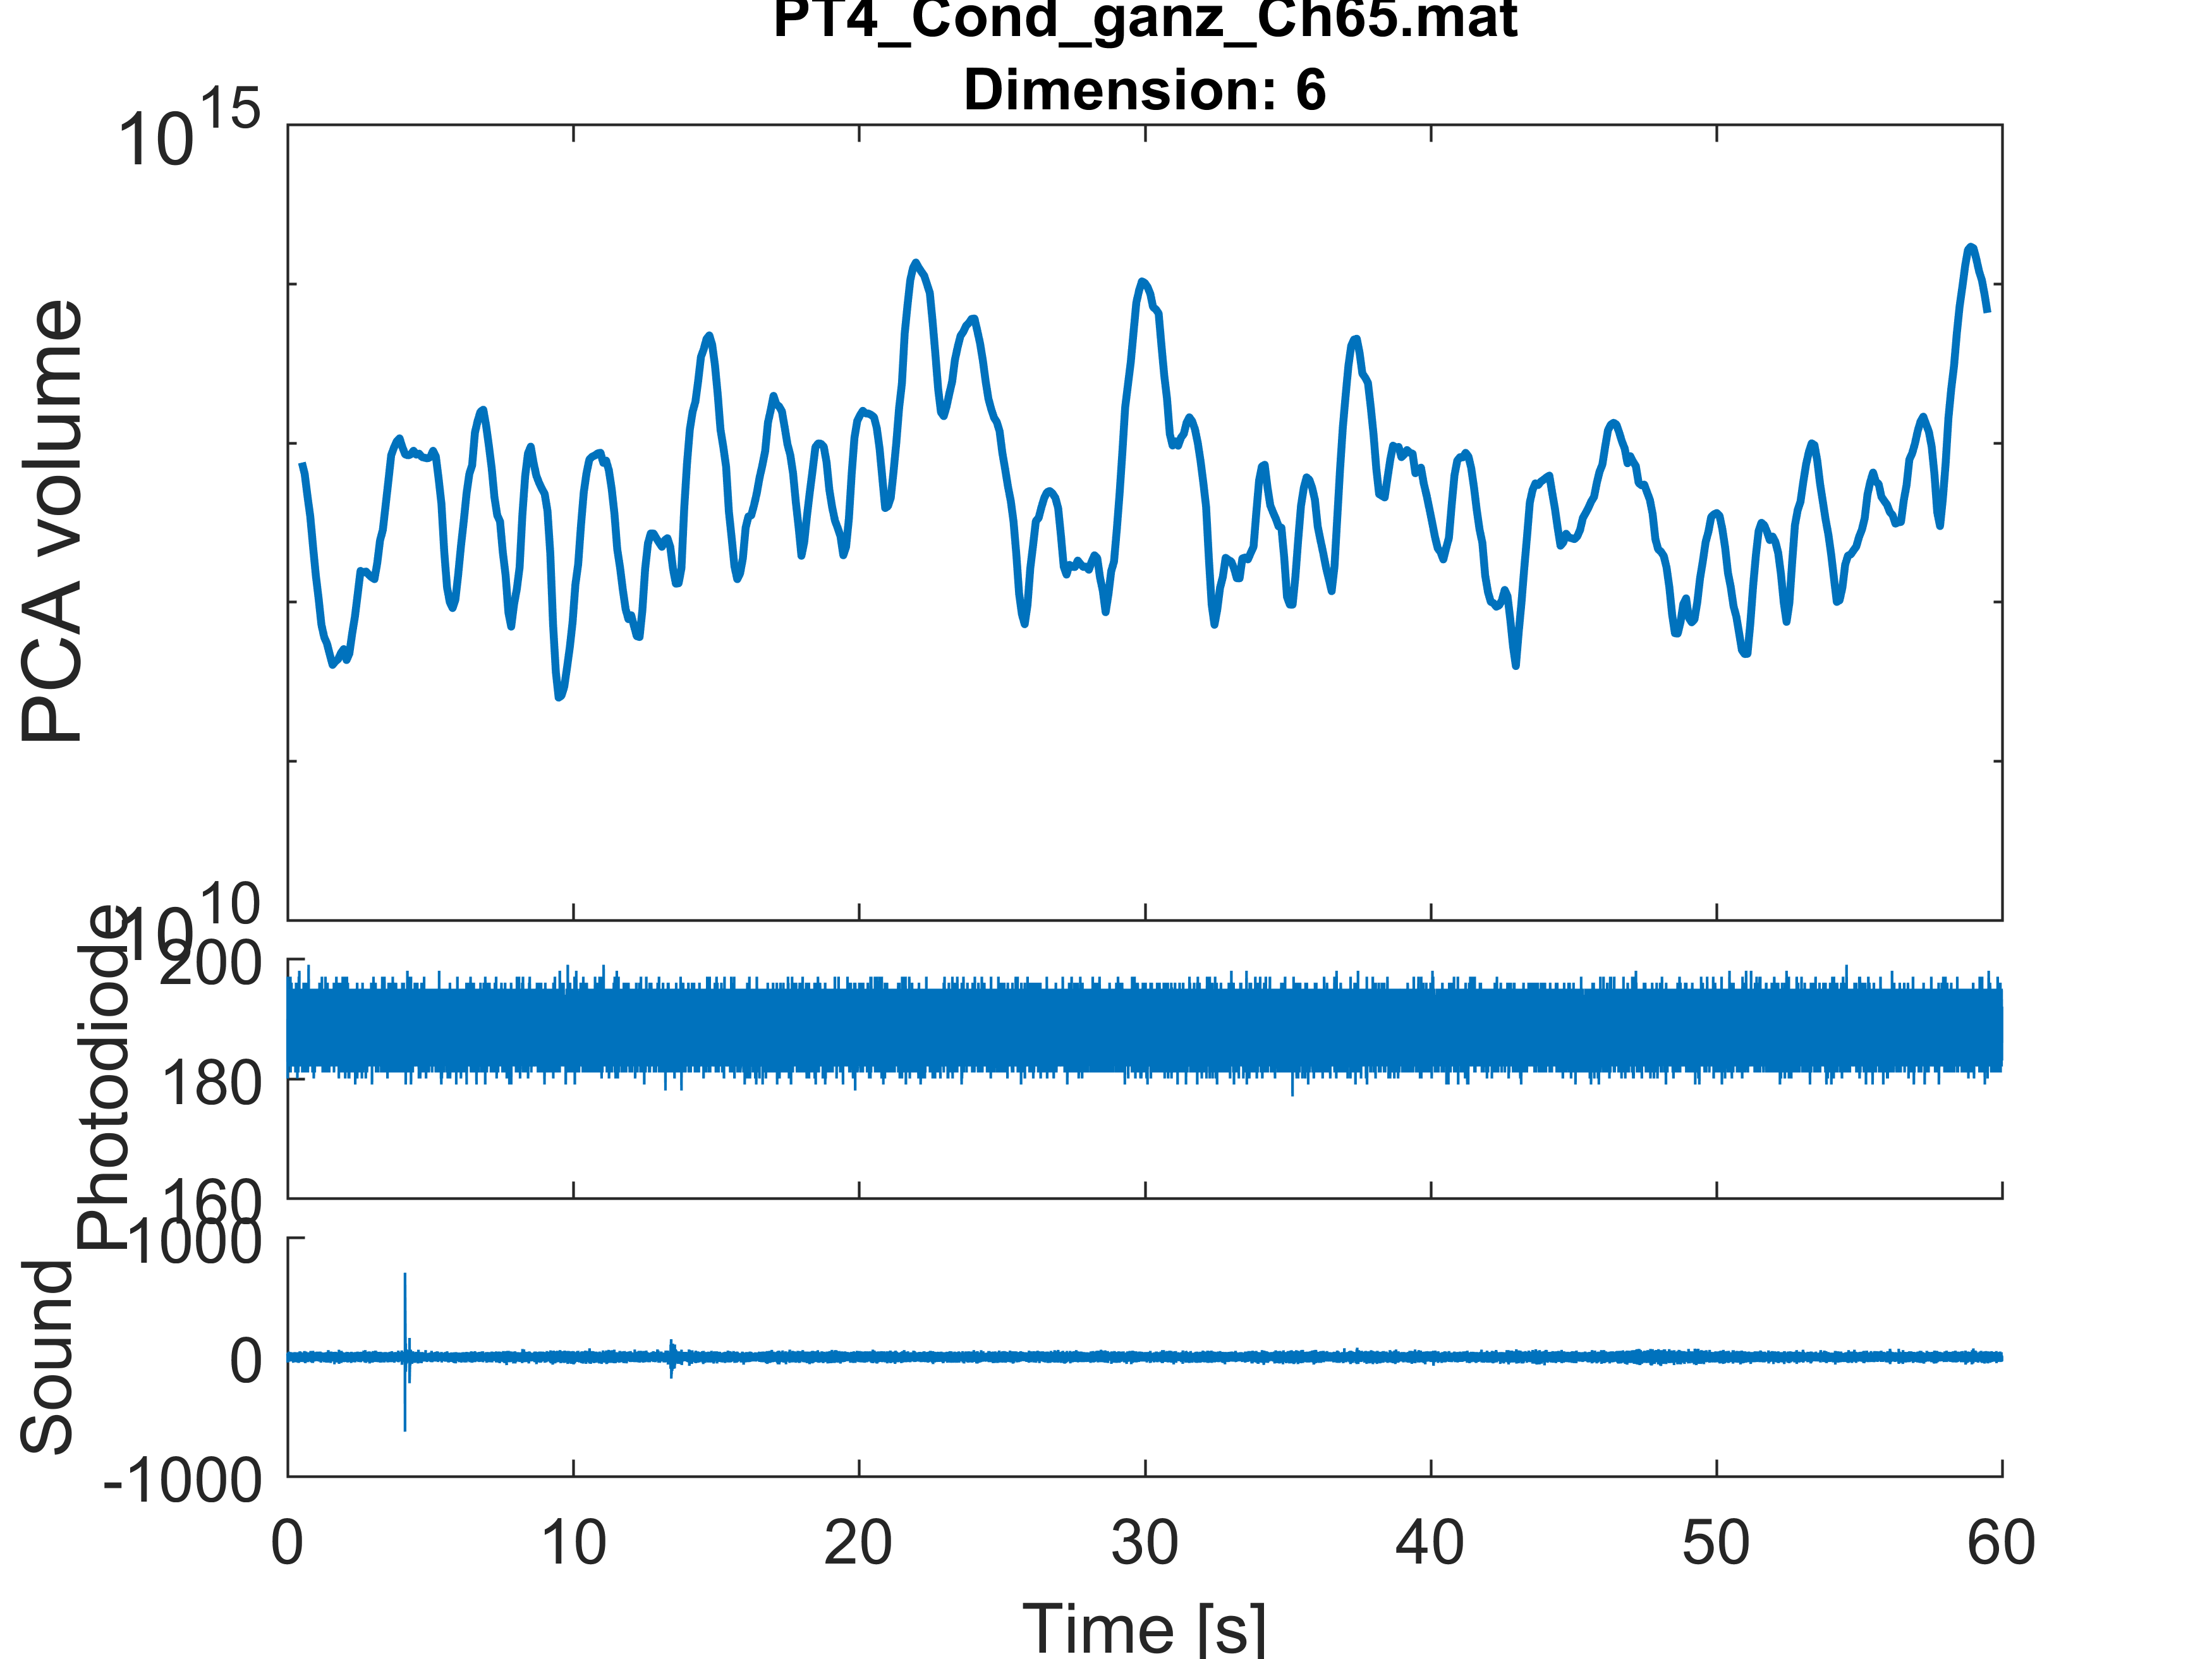 PT4_Cond_ganz_Ch65.mat
Dimension: 6
10^15
PCA volume
10^10
200
Photodiode
180
160
1000
Sound
0
-1000
0 10 20 30 40 50 60
Time [s]